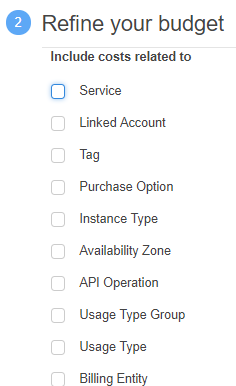 2 Refine your budget
Include costs related to
Service
Linked Account
Tag
Purchase Option
Instance Type
Availability Zone
API Operation
Usage Type Group
Usage Type
Billing Entity